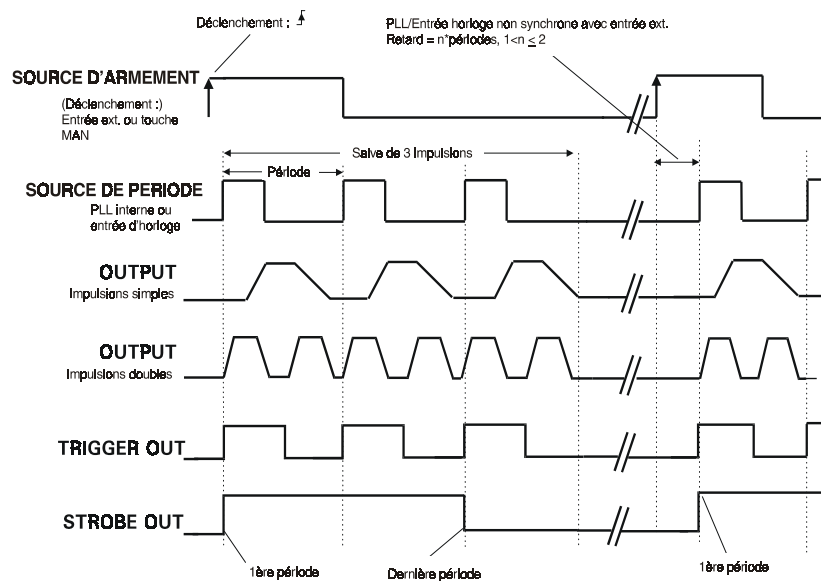 Déclenchement :
PLL/Entrée horloge non synchrone avec entrée ext.
Retard = n*périodes, 1<n ≤ 2
SOURCE D'ARMEMENT
(Déclenchement :)
Entrée ext. ou touche
MAN
Salve de 3 Impulsions
Période
SOURCE DE PERIODE
PLL interne ou
entrée d'horloge
OUTPUT
Impulsions simples
OUTPUT
Impulsions doubles
TRIGGER OUT
STROBE OUT
1ère période
Dernière période
1ère période